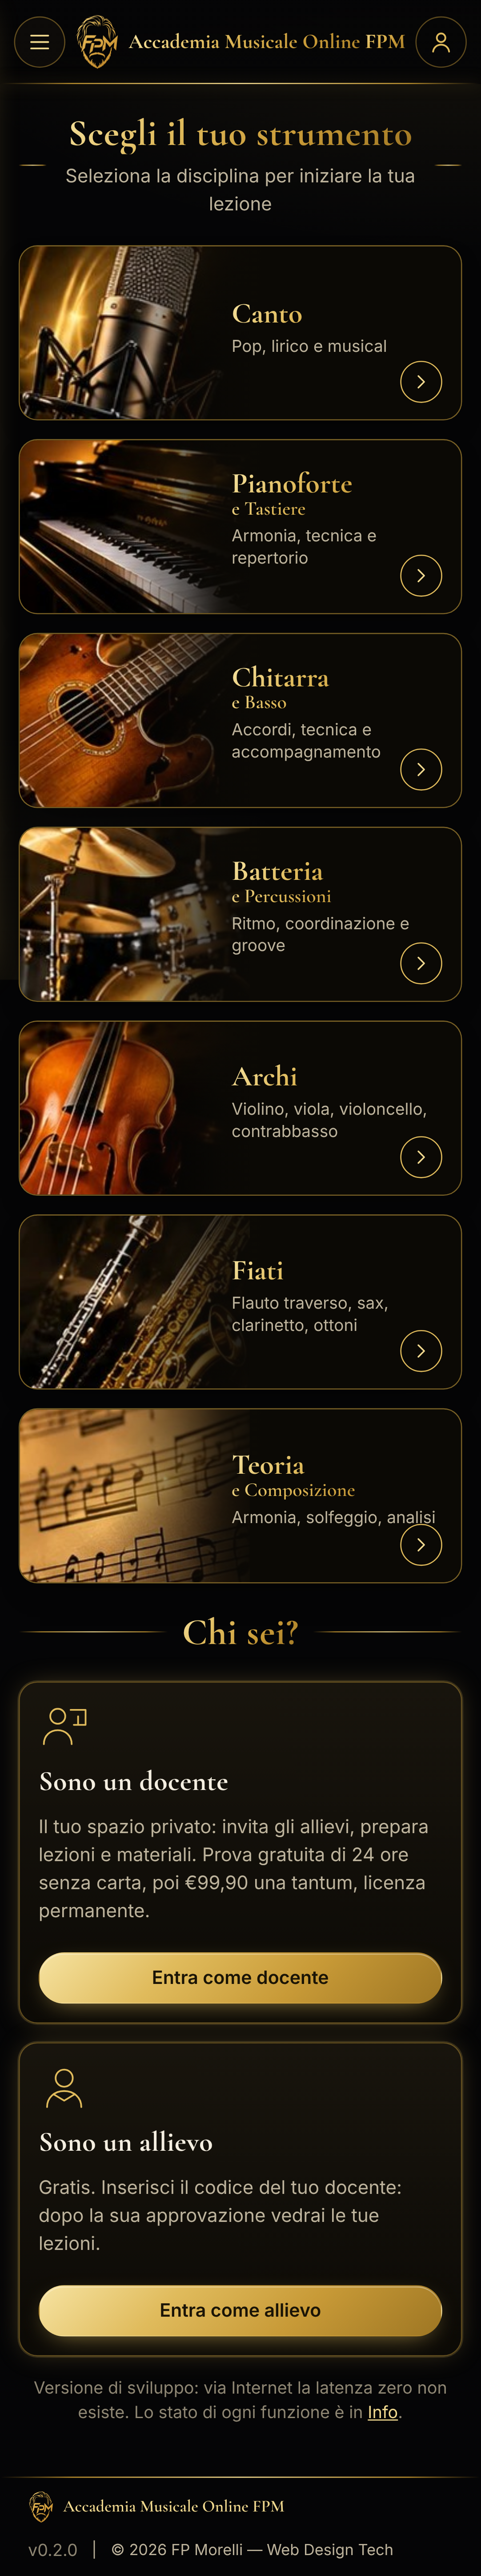 FPM Accademia Musicale Online FPM
Scegli il tuo strumento
Seleziona la disciplina per iniziare la tua
lezione
Canto
Pop, lirico e musical
Pianoforte
e Tastiere
Armonia, tecnica e
repertorio
Chitarra
e Basso
Accordi, tecnica e
accompagnamento
Batteria
e Percussioni
Ritmo, coordinazione e
groove
Archi
Violino, viola, violoncello,
contrabbasso
Fiati
Flauto traverso, sax,
clarinetto, ottoni
Teoria
e Composizione
Armonia, solfeggio, analisi
Chi sei?
Sono un docente
Il tuo spazio privato: invita gli allievi, prepara
lezioni e materiali. Prova gratuita di 24 ore
senza carta, poi €99,90 una tantum, licenza
permanente.
Entra come docente
Sono un allievo
Gratis. Inserisci il codice del tuo docente:
dopo la sua approvazione vedrai le tue
lezioni.
Entra come allievo
Versione di sviluppo: via Internet la latenza zero non
esiste. Lo stato di ogni funzione è in Info.
FPM Accademia Musicale Online FPM
v0.2.0 | © 2026 FP Morelli — Web Design Tech